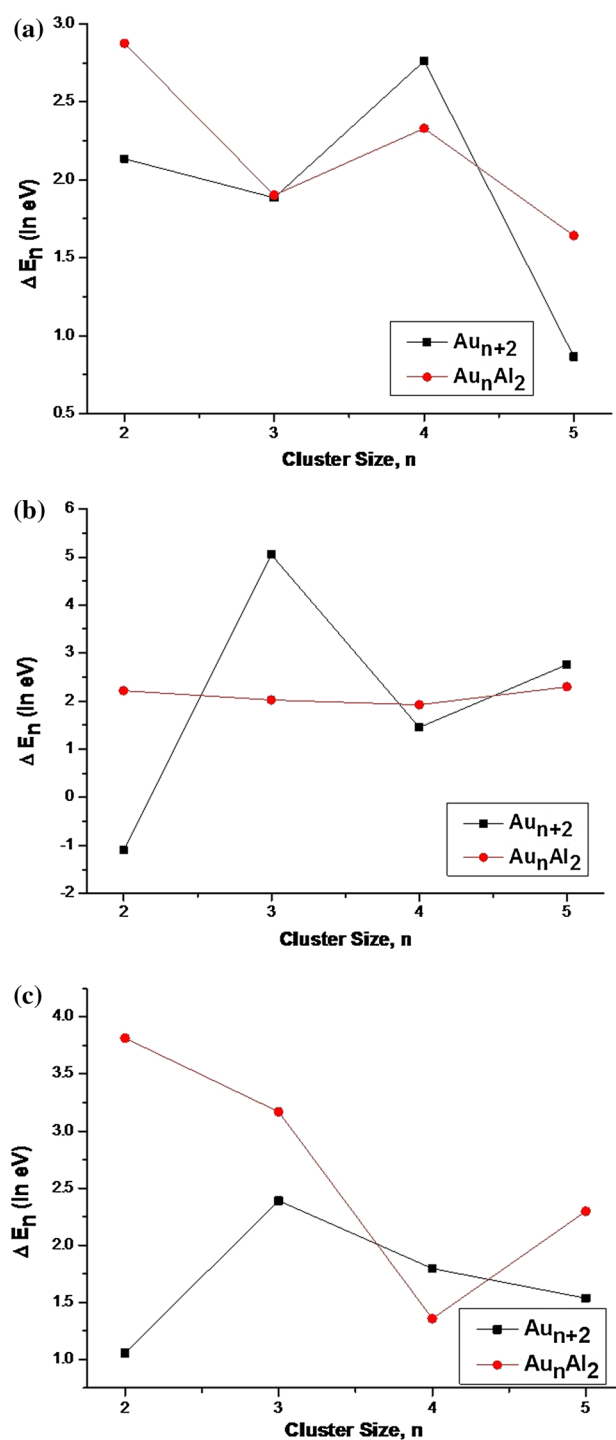 (a)
3.0
2.5
2.0
1.5
1.0
0.5
Δ Eₙ (In eV)
Auₙ₊₂
AuₙAl₂
2 3 4 5
Cluster Size, n
(b)
6
5
4
3
2
1
0
-1
-2
Δ Eₙ (In eV)
Auₙ₊₂
AuₙAl₂
2 3 4 5
Cluster Size, n
(c)
4.0
3.5
3.0
2.5
2.0
1.5
1.0
Δ Eₙ (In eV)
Auₙ₊₂
AuₙAl₂
2 3 4 5
Cluster Size, n